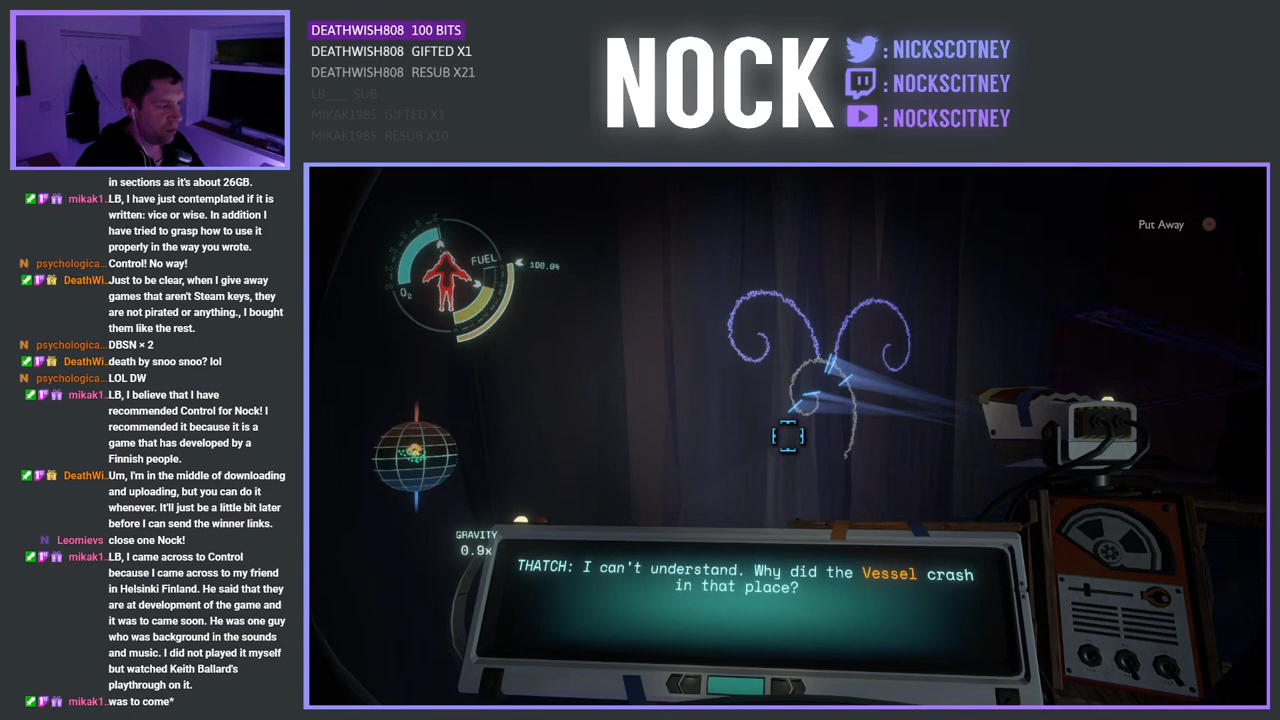 DEATHWISH808 100 BITS
DEATHWISH808 GIFTED X1
DEATHWISH808 RESUB X21
LB___ SUB
MIKAK1985 GIFTED X1
MIKAK1985 RESUB X10
NOCK
: NICKSCOTNEY
: NOCKSCITNEY
: NOCKSCITNEY
in sections as it's about 26GB.
mikak1..LB, I have just contemplated if it is
written: vice or wise. In addition I
have tried to grasp how to use it
properly in the way you wrote.
N psychologica...Control! No way!
DeathWi..Just to be clear, when I give away
games that aren't Steam keys, they
are not pirated or anything., I bought
them like the rest.
N psychologica...DBSN × 2
DeathWi..death by snoo snoo? lol
N psychologica...LOL DW
mikak1..LB, I believe that I have
recommended Control for Nock! I
recommended it because it is a
game that has developed by a
Finnish people.
DeathWi..Um, I'm in the middle of downloading
and uploading, but you can do it
whenever. It'll just be a little bit later
before I can send the winner links.
N Leomievs close one Nock!
mikak1..LB, I came across to Control
because I came across to my friend
in Helsinki Finland. He said that they
are at development of the game and
it was to came soon. He was one guy
who was background in the sounds
and music. I did not played it myself
but watched Keith Ballard's
playthrough on it.
mikak1..was to come*
Put Away
FUEL
100.0%
O₂
GRAVITY
0.9x
THATCH: I can't understand. Why did the Vessel crash
in that place?